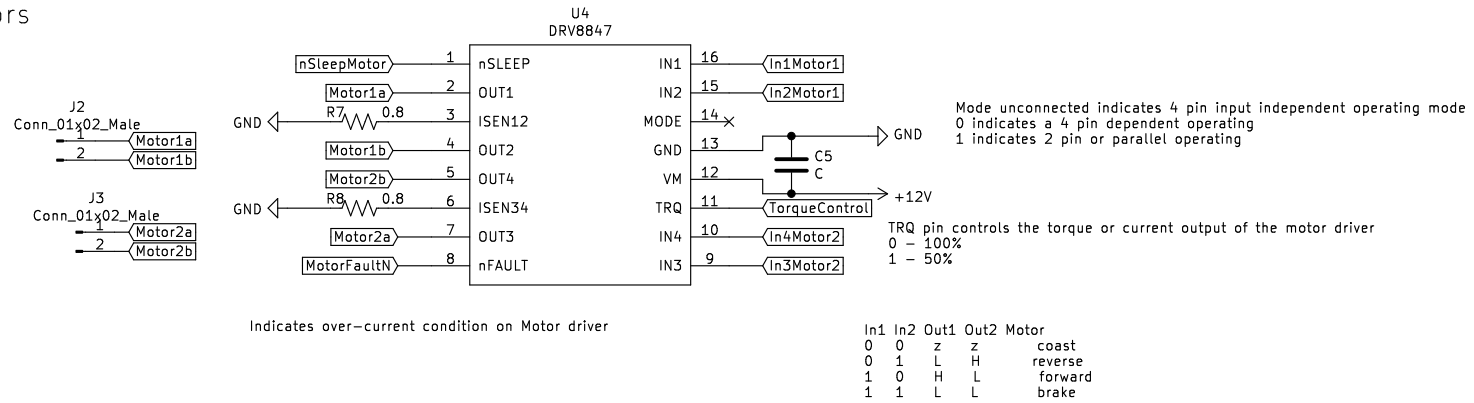 ors
U4
DRV8847
nSleepMotor 1 nSLEEP IN1 16 In1Motor1
Motor1a 2 OUT1 IN2 15 In2Motor1
GND R7 0.8 3 ISEN12 MODE 14
Motor1b 4 OUT2 GND 13 GND
Motor2b 5 OUT4 VM 12 +12V
GND R8 0.8 6 ISEN34 TRQ 11 TorqueControl
Motor2a 7 OUT3 IN4 10 In4Motor2
MotorFaultN 8 nFAULT IN3 9 In3Motor2
C5
C
J2
Conn_01x02_Male
1 Motor1a
2 Motor1b
J3
Conn_01x02_Male
1 Motor2a
2 Motor2b
Mode unconnected indicates 4 pin input independent operating mode
0 indicates a 4 pin dependent operating
1 indicates 2 pin or parallel operating
TRQ pin controls the torque or current output of the motor driver
0 – 100%
1 – 50%
Indicates over–current condition on Motor driver
In1 In2 Out1 Out2 Motor
0 0 z z coast
0 1 L H reverse
1 0 H L forward
1 1 L L brake